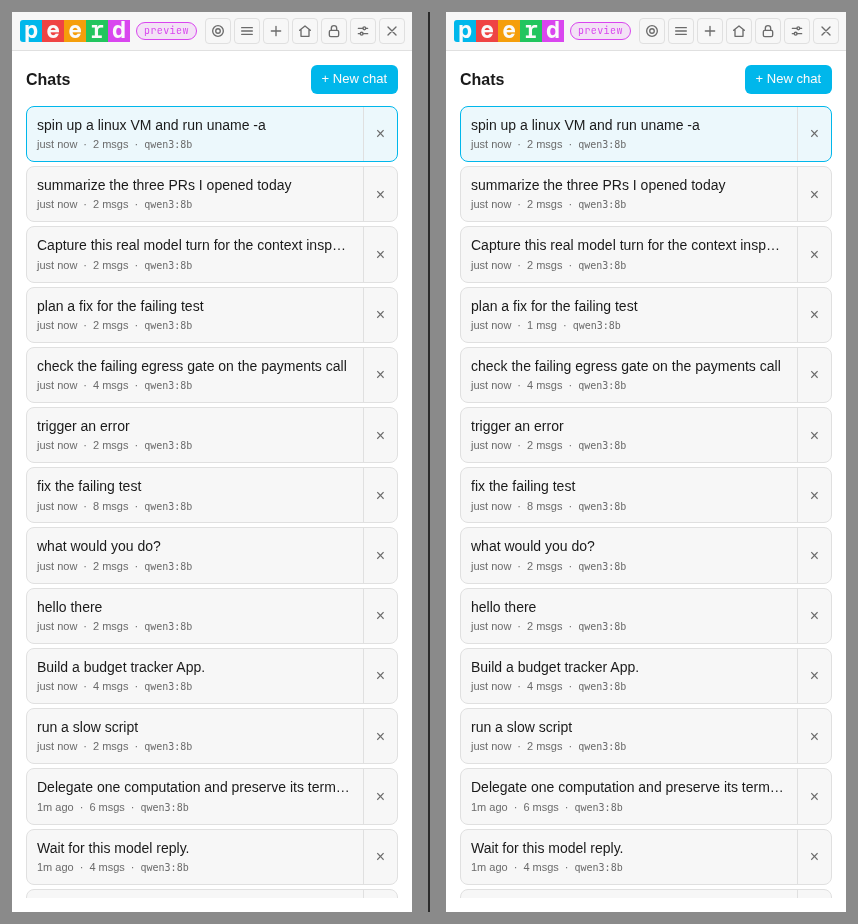 peerd preview
Chats
+ New chat
spin up a linux VM and run uname -a
just now · 2 msgs · qwen3:8b
summarize the three PRs I opened today
just now · 2 msgs · qwen3:8b
Capture this real model turn for the context insp…
just now · 2 msgs · qwen3:8b
plan a fix for the failing test
just now · 2 msgs · qwen3:8b
check the failing egress gate on the payments call
just now · 4 msgs · qwen3:8b
trigger an error
just now · 2 msgs · qwen3:8b
fix the failing test
just now · 8 msgs · qwen3:8b
what would you do?
just now · 2 msgs · qwen3:8b
hello there
just now · 2 msgs · qwen3:8b
Build a budget tracker App.
just now · 4 msgs · qwen3:8b
run a slow script
just now · 2 msgs · qwen3:8b
Delegate one computation and preserve its term…
1m ago · 6 msgs · qwen3:8b
Wait for this model reply.
1m ago · 4 msgs · qwen3:8b
peerd preview
Chats
+ New chat
spin up a linux VM and run uname -a
just now · 2 msgs · qwen3:8b
summarize the three PRs I opened today
just now · 2 msgs · qwen3:8b
Capture this real model turn for the context insp…
just now · 2 msgs · qwen3:8b
plan a fix for the failing test
just now · 1 msg · qwen3:8b
check the failing egress gate on the payments call
just now · 4 msgs · qwen3:8b
trigger an error
just now · 2 msgs · qwen3:8b
fix the failing test
just now · 8 msgs · qwen3:8b
what would you do?
just now · 2 msgs · qwen3:8b
hello there
just now · 2 msgs · qwen3:8b
Build a budget tracker App.
just now · 4 msgs · qwen3:8b
run a slow script
just now · 2 msgs · qwen3:8b
Delegate one computation and preserve its term…
1m ago · 6 msgs · qwen3:8b
Wait for this model reply.
1m ago · 4 msgs · qwen3:8b